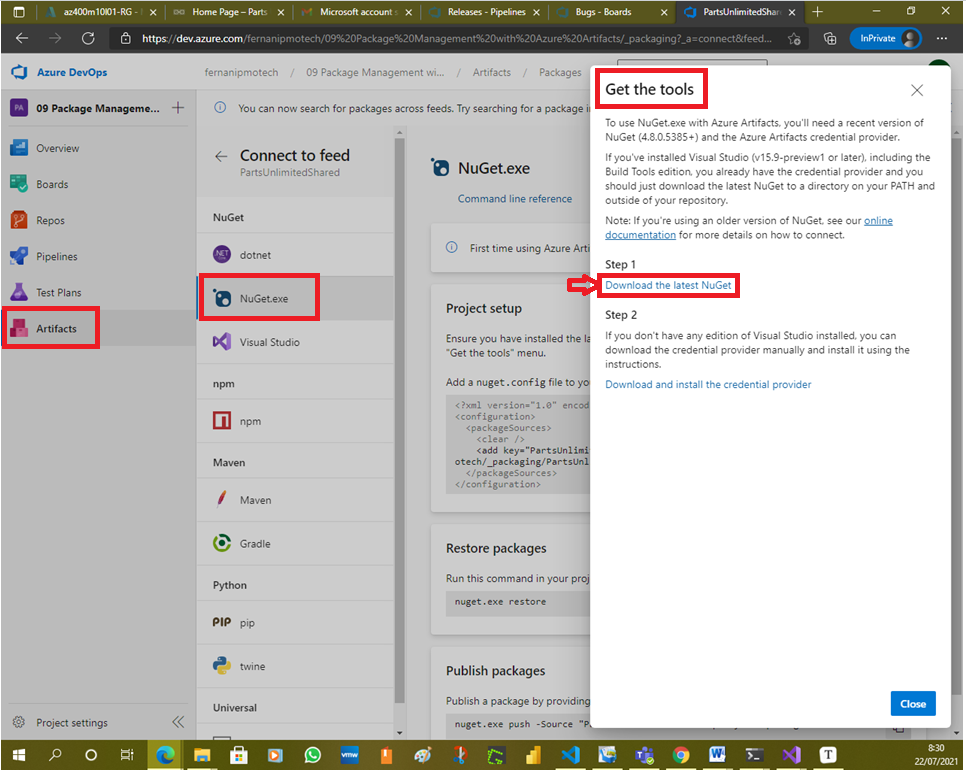 az400m10l01-RG -
Home Page – Parts
Microsoft account s
Releases - Pipelines
Bugs - Boards
PartsUnlimitedShar
https://dev.azure.com/fernanipmotech/09%20Package%20Management%20with%20Azure%20Artifacts/_packaging?_a=connect&feed...
InPrivate
Azure DevOps
fernanipmotech / 09 Package Management wi... / Artifacts / Packages
PA 09 Package Manageme... +
Overview
Boards
Repos
Pipelines
Test Plans
Artifacts
Project settings
You can now search for packages across feeds. Try searching for a package i
Connect to feed
PartsUnlimitedShared
NuGet
dotnet
NuGet.exe
Visual Studio
npm
npm
Maven
Maven
Gradle
Python
PIP pip
twine
Universal
NuGet.exe
Command line reference
First time using Azure Arti
Project setup
Ensure you have installed the la
"Get the tools" menu.
Add a nuget.config file to yo
<?xml version="1.0" encod
<configuration>
<packageSources>
<clear />
<add key="PartsUnlimit
otech/_packaging/PartsUnl
</packageSources>
</configuration>
Restore packages
Run this command in your proj
nuget.exe restore
Publish packages
Publish a package by providing
nuget.exe push -Source "P
Get the tools
To use NuGet.exe with Azure Artifacts, you'll need a recent version of
NuGet (4.8.0.5385+) and the Azure Artifacts credential provider.
If you've installed Visual Studio (v15.9-preview1 or later), including the
Build Tools edition, you already have the credential provider and you
should just download the latest NuGet to a directory on your PATH and
outside of your repository.
Note: If you're using an older version of NuGet, see our online
documentation for more details on how to connect.
Step 1
Download the latest NuGet
Step 2
If you don't have any edition of Visual Studio installed, you can
download the credential provider manually and install it using the
instructions.
Download and install the credential provider
Close
8:30
22/07/2021